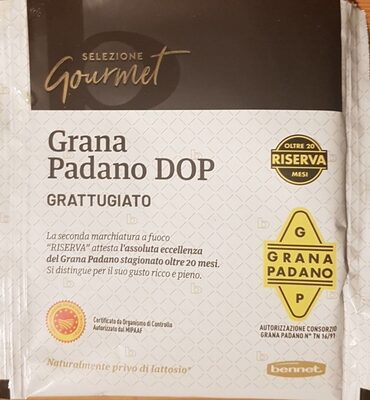 SELEZIONE
Gourmet
Grana
Padano DOP
GRATTUGIATO
OLTRE 20
RISERVA
MESI
La seconda marchiatura a fuoco
"RISERVA" attesta l'assoluta eccellenza
del Grana Padano stagionato oltre 20 mesi.
Si distingue per il suo gusto ricco e pieno.
G
GRANA
PADANO
P
Certificato da Organismo di Controllo
Autorizzato dal MIPAAF
AUTORIZZAZIONE CONSORZIO
GRANA PADANO N° TN 16/97
Naturalmente privo di lattosio*
bennet